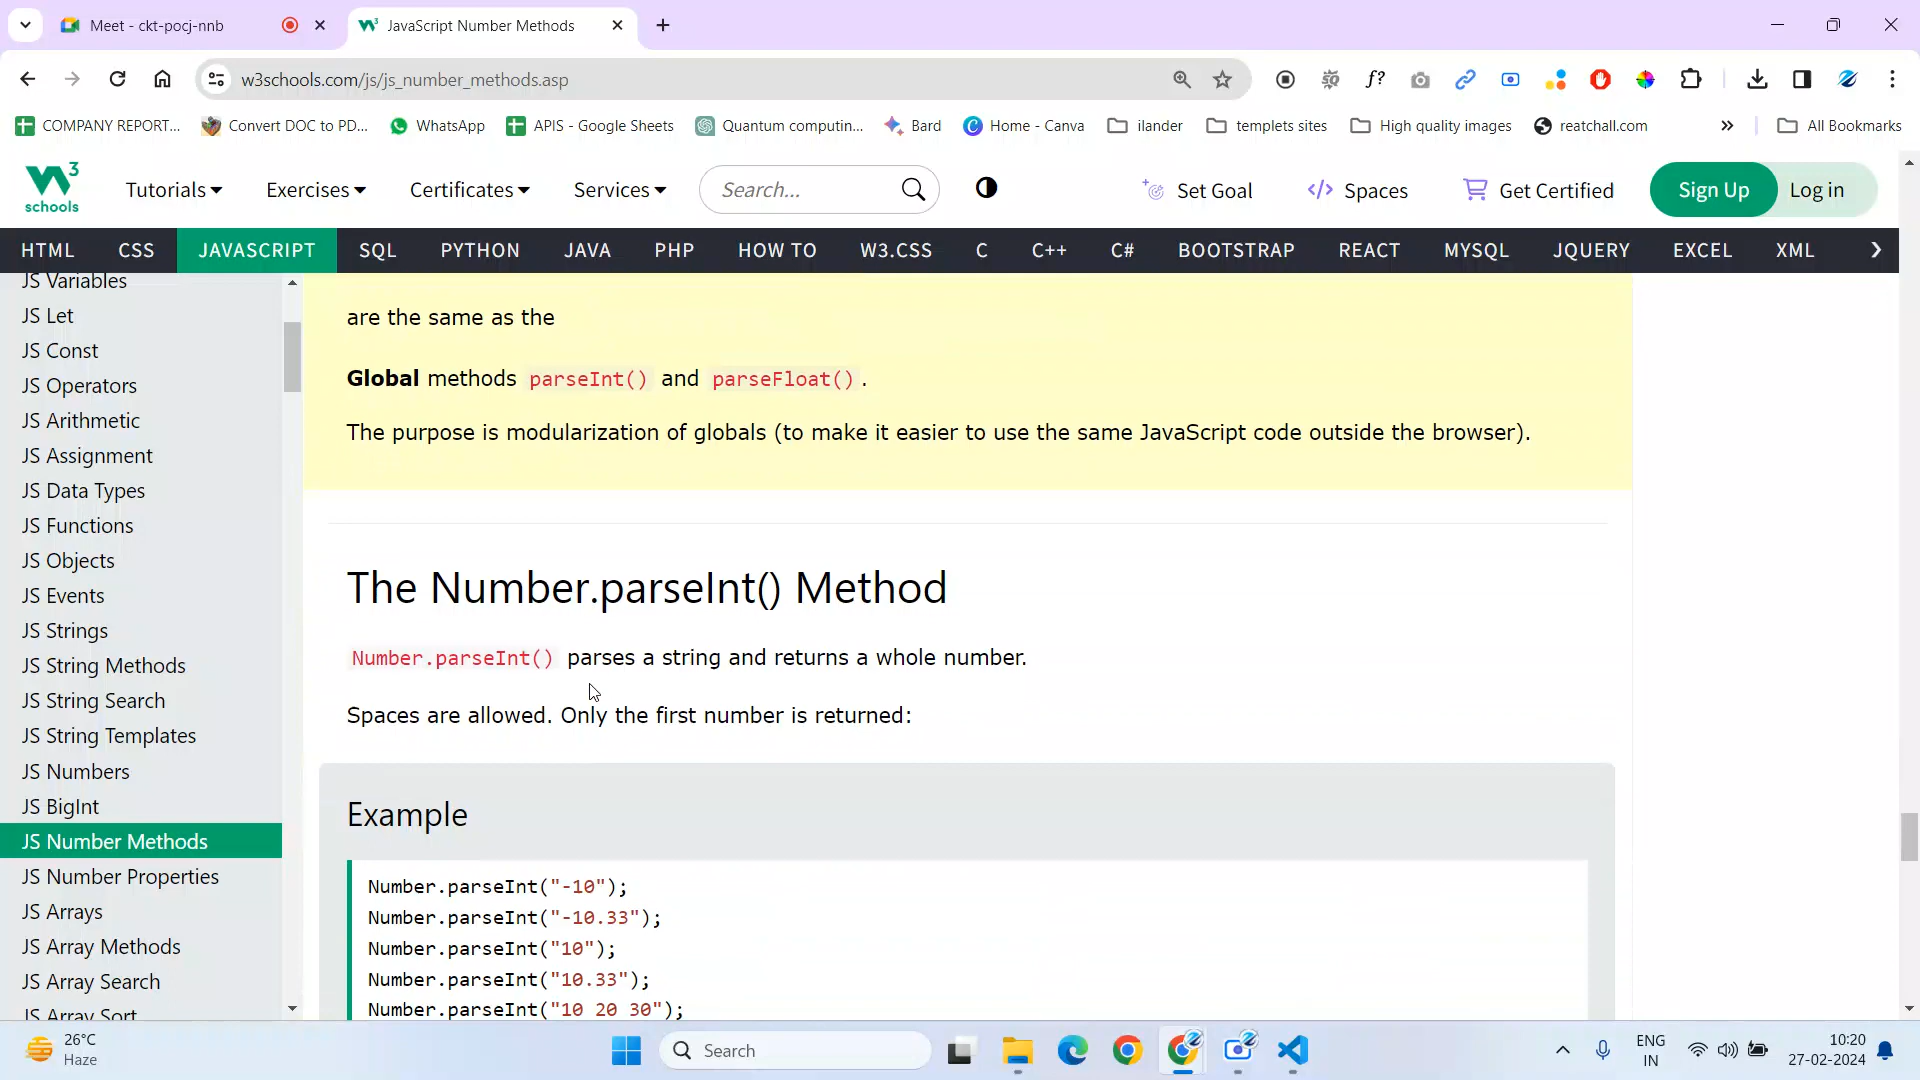 Meet - ckt-pocj-nnb
JavaScript Number Methods
w3schools.com/js/js_number_methods.asp
f?
COMPANY REPORT...
Convert DOC to PD...
WhatsApp
APIS - Google Sheets
Quantum computin...
Bard
Home - Canva
ilander
templets sites
High quality images
reatchall.com
All Bookmarks
W3 schools
Tutorials
Exercises
Certificates
Services
Search...
Set Goal
Spaces
Get Certified
Sign Up
Log in
HTML
CSS
JAVASCRIPT
SQL
PYTHON
JAVA
PHP
HOW TO
W3.CSS
C
C++
C#
BOOTSTRAP
REACT
MYSQL
JQUERY
EXCEL
XML
JS Variables
JS Let
JS Const
JS Operators
JS Arithmetic
JS Assignment
JS Data Types
JS Functions
JS Objects
JS Events
JS Strings
JS String Methods
JS String Search
JS String Templates
JS Numbers
JS BigInt
JS Number Methods
JS Number Properties
JS Arrays
JS Array Methods
JS Array Search
JS Array Sort
are the same as the
Global methods parseInt() and parseFloat().
The purpose is modularization of globals (to make it easier to use the same JavaScript code outside the browser).
The Number.parseInt() Method
Number.parseInt() parses a string and returns a whole number.
Spaces are allowed. Only the first number is returned:
Example
Number.parseInt("-10");
Number.parseInt("-10.33");
Number.parseInt("10");
Number.parseInt("10.33");
Number.parseInt("10 20 30");
26°C
Haze
Search
ENG
IN
10:20
27-02-2024